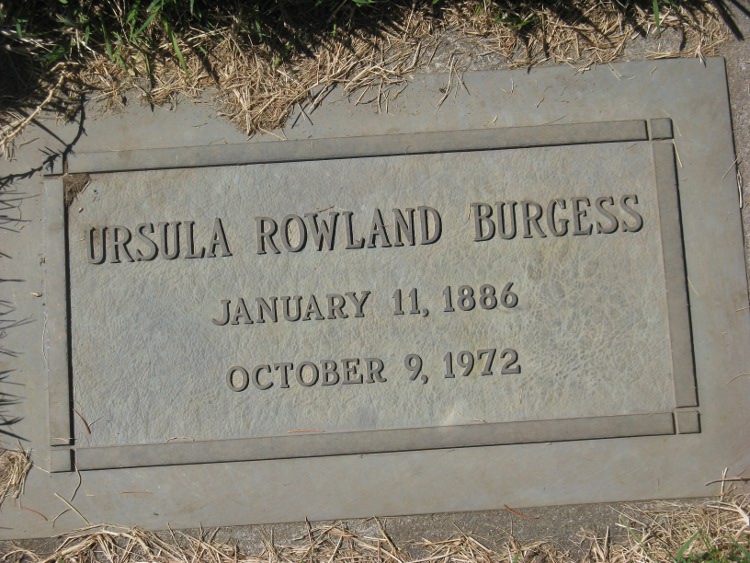 URSULA ROWLAND BURGESS
JANUARY 11, 1886
OCTOBER 9, 1972